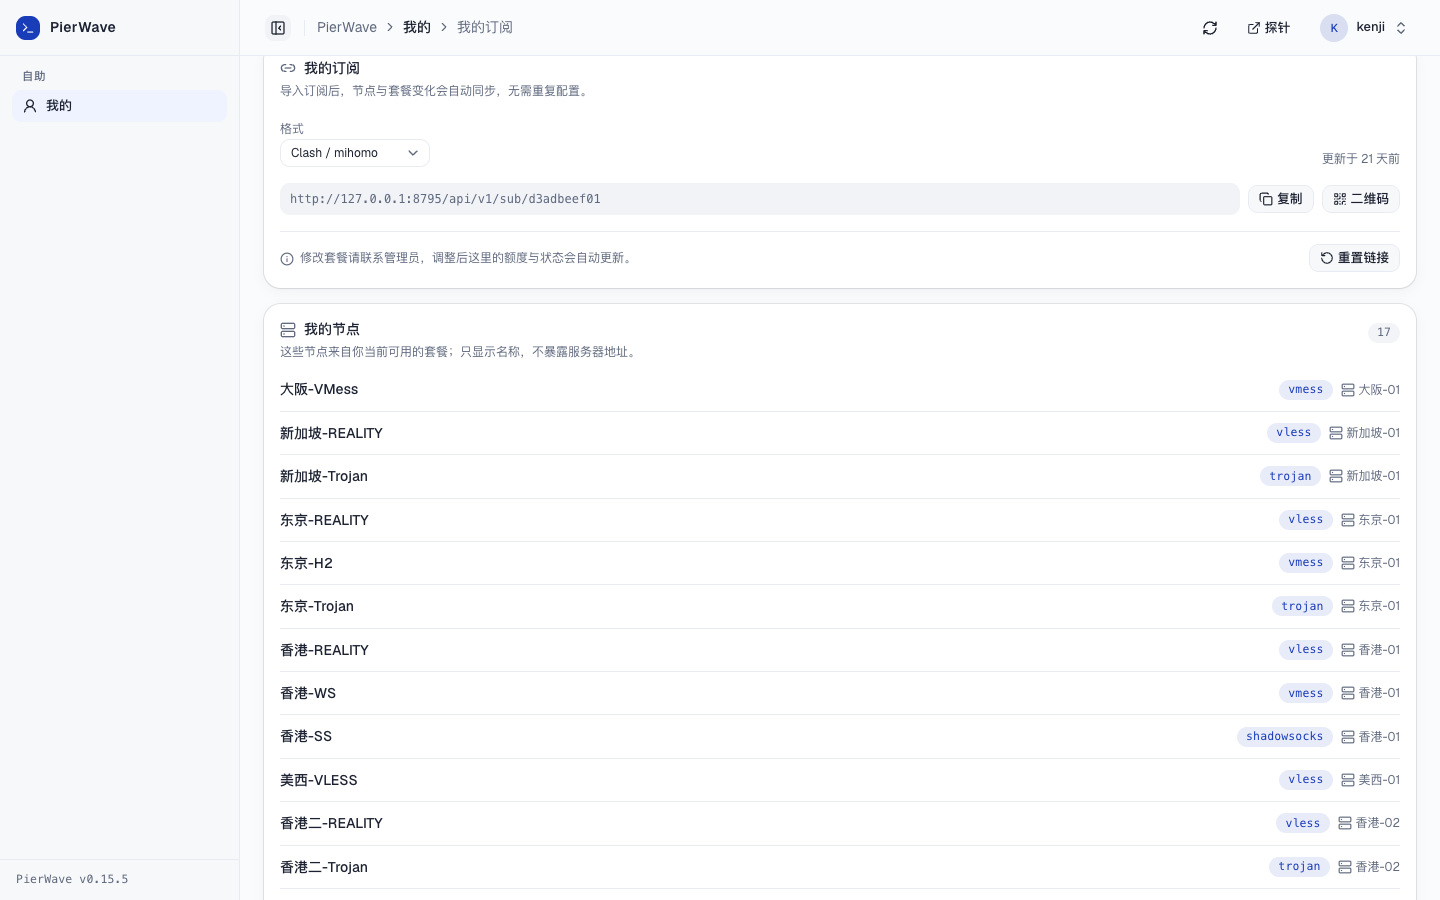 PierWave
自助
我的
PierWave v0.15.5
PierWave > 我的 > 我的订阅
探针
K
kenji
我的订阅
导入订阅后，节点与套餐变化会自动同步，无需重复配置。
格式
Clash / mihomo
更新于 21 天前
http://127.0.0.1:8795/api/v1/sub/d3adbeef01
复制
二维码
修改套餐请联系管理员，调整后这里的额度与状态会自动更新。
重置链接
我的节点
17
这些节点来自你当前可用的套餐；只显示名称，不暴露服务器地址。
大阪-VMess vmess 大阪-01
新加坡-REALITY vless 新加坡-01
新加坡-Trojan trojan 新加坡-01
东京-REALITY vless 东京-01
东京-H2 vmess 东京-01
东京-Trojan trojan 东京-01
香港-REALITY vless 香港-01
香港-WS vmess 香港-01
香港-SS shadowsocks 香港-01
美西-VLESS vless 美西-01
香港二-REALITY vless 香港-02
香港二-Trojan trojan 香港-02